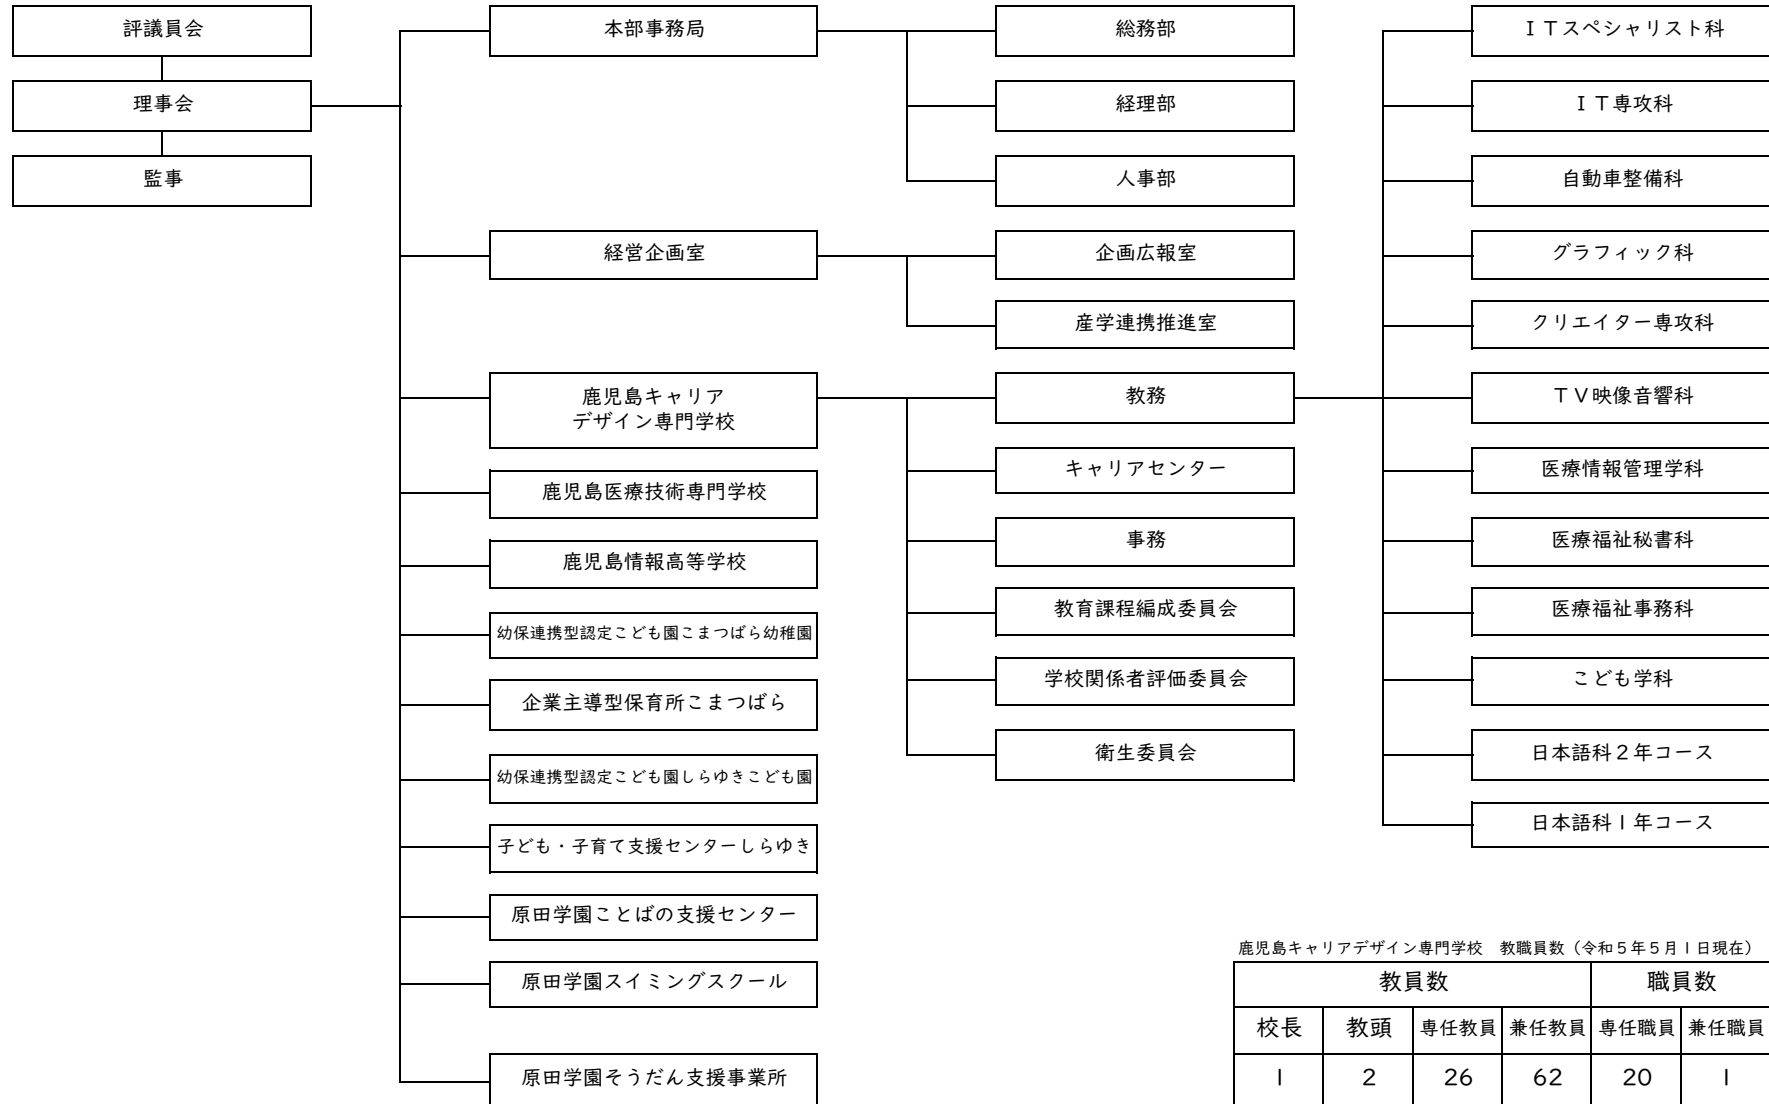 評議員会
理事会
監事
本部事務局
経営企画室
鹿児島キャリア
デザイン専門学校
鹿児島医療技術専門学校
鹿児島情報高等学校
幼保連携型認定こども園こまつばら幼稚園
企業主導型保育所こまつばら
幼保連携型認定こども園しらゆきこども園
子ども・子育て支援センターしらゆき
原田学園ことばの支援センター
原田学園スイミングスクール
原田学園そうだん支援事業所
総務部
経理部
人事部
企画広報室
産学連携推進室
教務
キャリアセンター
事務
教育課程編成委員会
学校関係者評価委員会
衛生委員会
ITスペシャリスト科
IT専攻科
自動車整備科
グラフィック科
クリエイター専攻科
TV映像音響科
医療情報管理学科
医療福祉秘書科
医療福祉事務科
こども学科
日本語科2年コース
日本語科1年コース
鹿児島キャリアデザイン専門学校 教職員数(令和5年5月1日現在)
教員数 職員数
校長 教頭 専任教員 兼任教員 専任職員 兼任職員
1 2 26 62 20 1